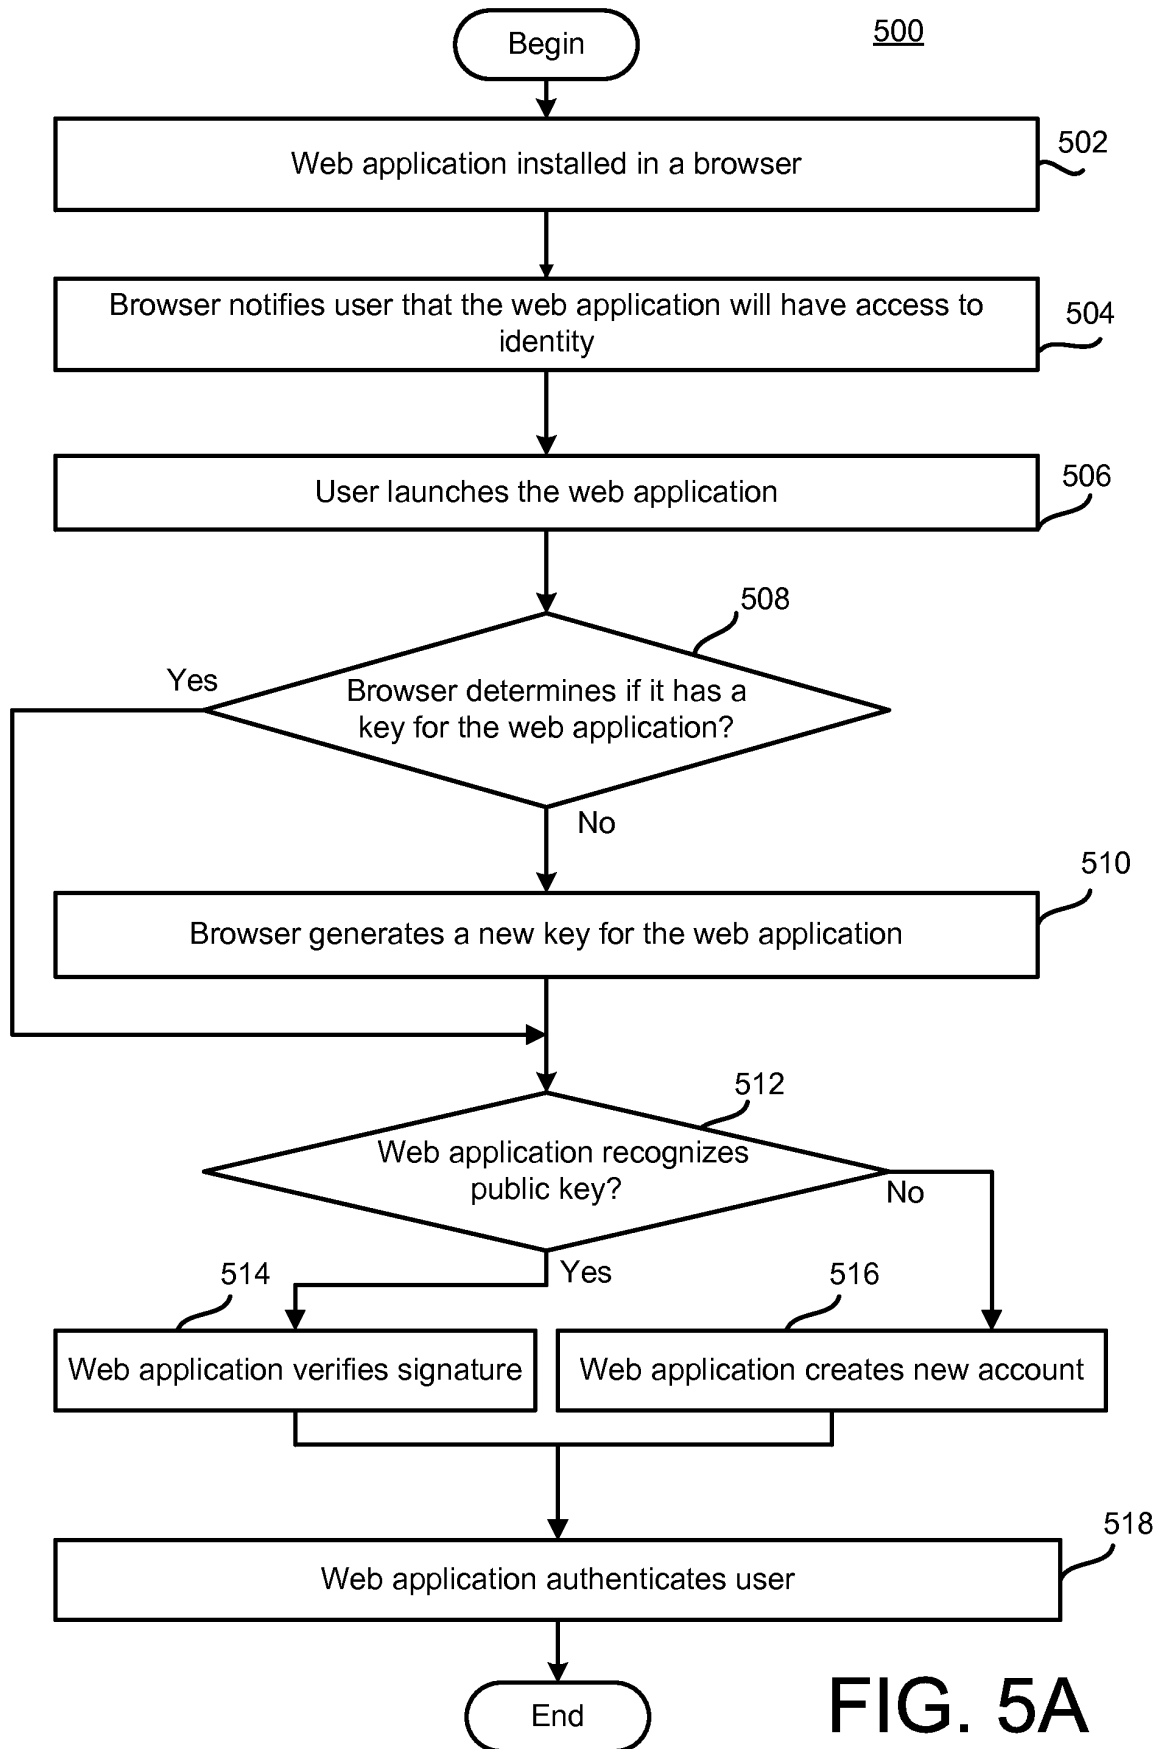 Begin
500
Web application installed in a browser
502
Browser notifies user that the web application will have access to
identity
504
User launches the web application
506
508
Yes
Browser determines if it has a
key for the web application?
No
510
Browser generates a new key for the web application
512
Web application recognizes
public key?
No
Yes
514
516
Web application verifies signature
Web application creates new account
518
Web application authenticates user
End
FIG. 5A